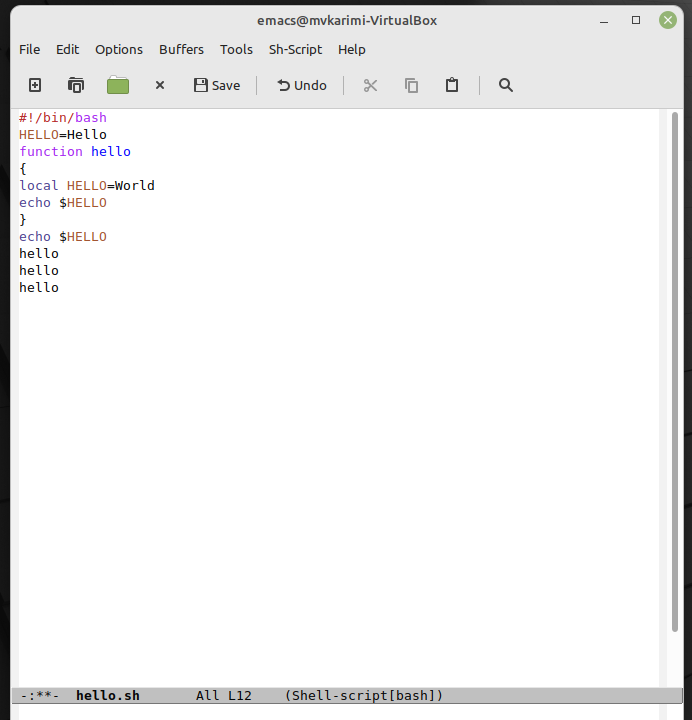 emacs@mvkarimi-VirtualBox
File Edit Options Buffers Tools Sh-Script Help
Save Undo
#!/bin/bash
HELLO=Hello
function hello
{
local HELLO=World
echo $HELLO
}
echo $HELLO
hello
hello
hello
-:**- hello.sh All L12 (Shell-script[bash])